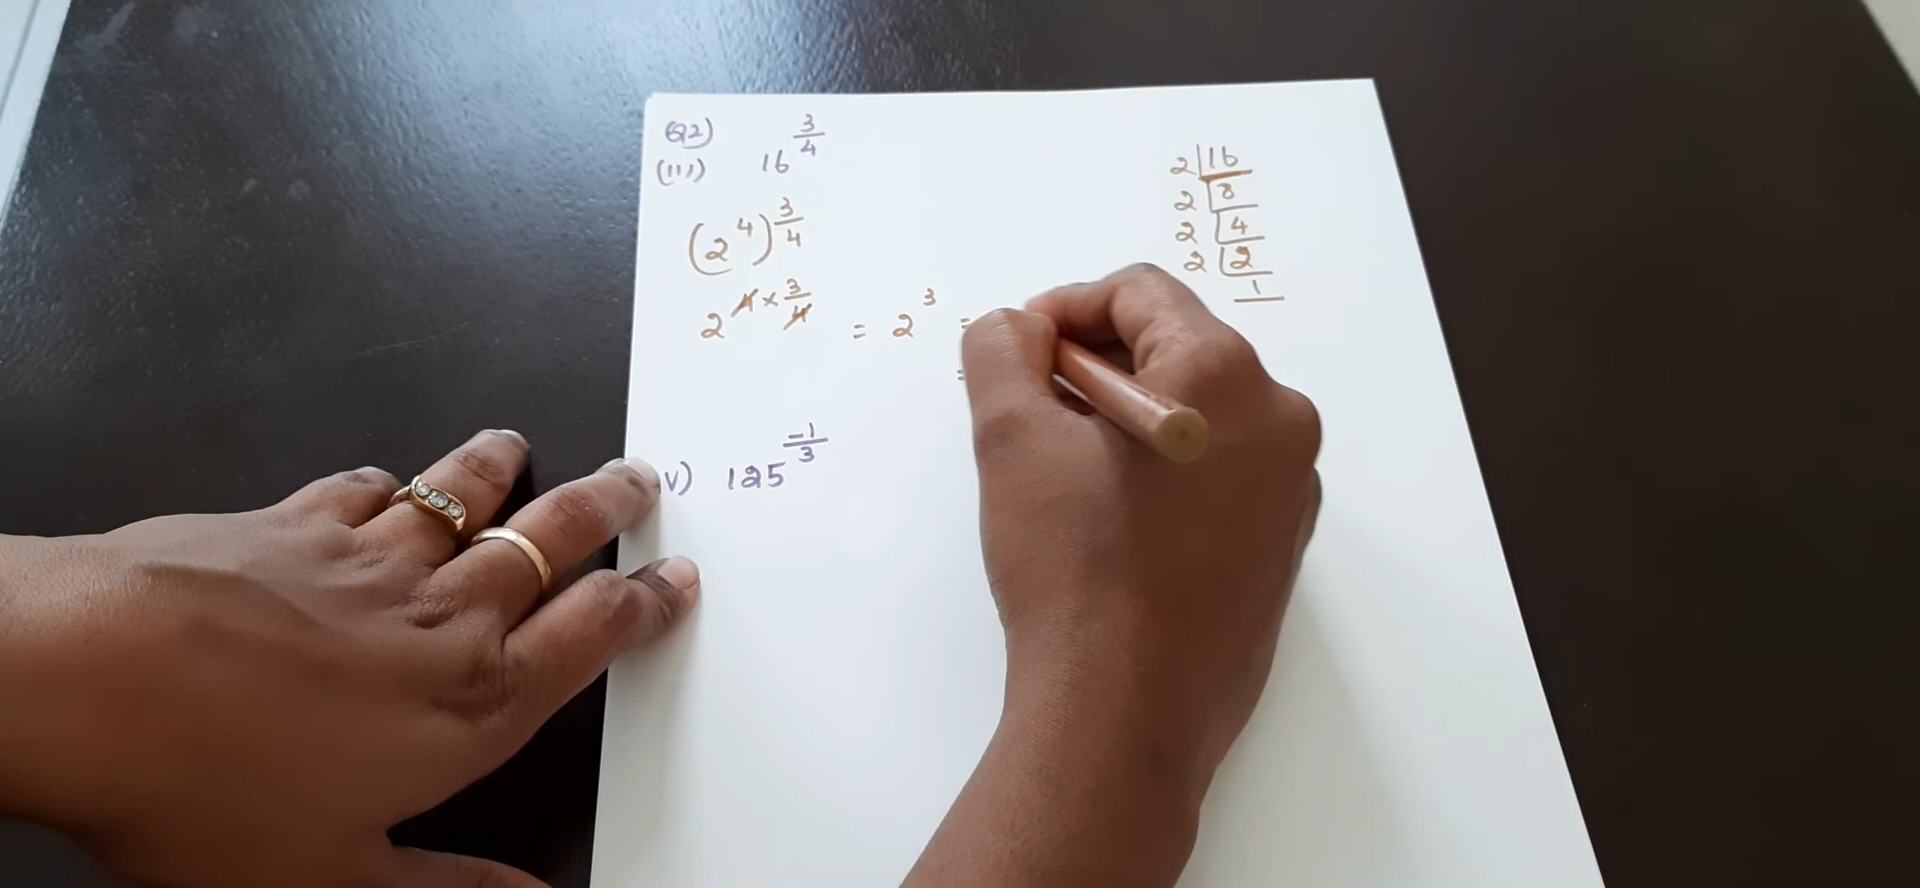 Q2)
(iii) 16^(3/4)
(2^4)^(3/4)
2^(4×3/4) = 2^3 =
=
v) 125^(-1/3)
2|16
2|8
2|4
2|2
1